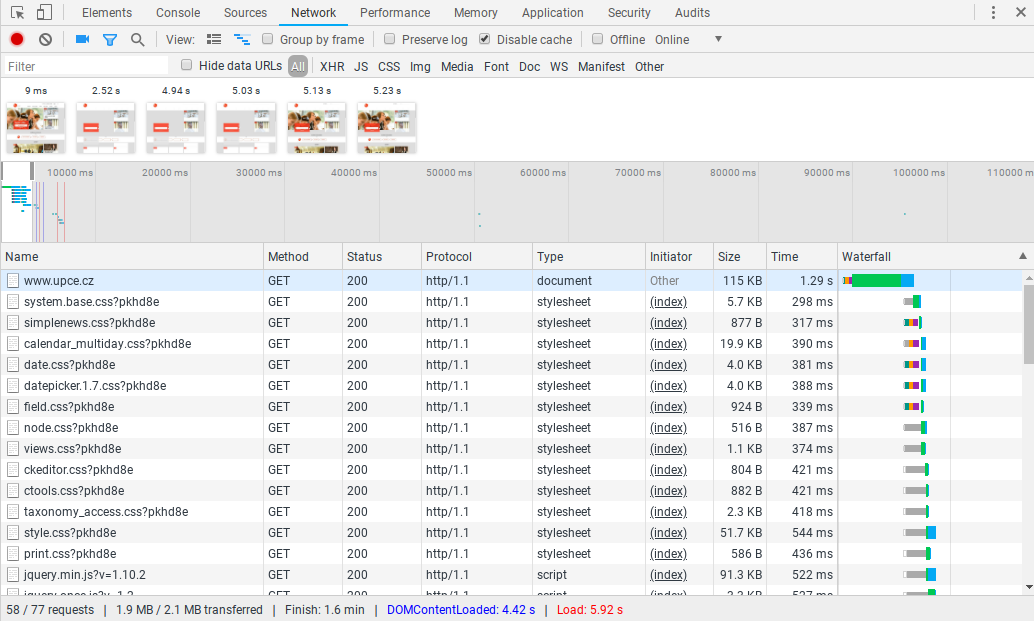 Elements Console Sources Network Performance Memory Application Security Audits
View: Group by frame Preserve log Disable cache Offline Online
Filter Hide data URLs All XHR JS CSS Img Media Font Doc WS Manifest Other
9 ms 2.52 s 4.94 s 5.03 s 5.13 s 5.23 s
10000 ms 20000 ms 30000 ms 40000 ms 50000 ms 60000 ms 70000 ms 80000 ms 90000 ms 100000 ms 110000 m
Name Method Status Protocol Type Initiator Size Time Waterfall
www.upce.cz GET 200 http/1.1 document Other 115 KB 1.29 s
system.base.css?pkhd8e GET 200 http/1.1 stylesheet (index) 5.7 KB 298 ms
simplenews.css?pkhd8e GET 200 http/1.1 stylesheet (index) 877 B 317 ms
calendar_multiday.css?pkhd8e GET 200 http/1.1 stylesheet (index) 19.9 KB 390 ms
date.css?pkhd8e GET 200 http/1.1 stylesheet (index) 4.0 KB 381 ms
datepicker.1.7.css?pkhd8e GET 200 http/1.1 stylesheet (index) 4.0 KB 388 ms
field.css?pkhd8e GET 200 http/1.1 stylesheet (index) 924 B 339 ms
node.css?pkhd8e GET 200 http/1.1 stylesheet (index) 516 B 387 ms
views.css?pkhd8e GET 200 http/1.1 stylesheet (index) 1.1 KB 374 ms
ckeditor.css?pkhd8e GET 200 http/1.1 stylesheet (index) 804 B 421 ms
ctools.css?pkhd8e GET 200 http/1.1 stylesheet (index) 882 B 421 ms
taxonomy_access.css?pkhd8e GET 200 http/1.1 stylesheet (index) 2.3 KB 418 ms
style.css?pkhd8e GET 200 http/1.1 stylesheet (index) 51.7 KB 544 ms
print.css?pkhd8e GET 200 http/1.1 stylesheet (index) 586 B 436 ms
jquery.min.js?v=1.10.2 GET 200 http/1.1 script (index) 91.3 KB 522 ms
jquery.once.js?v=1.2 GET 200 http/1.1 script (index)
58 / 77 requests | 1.9 MB / 2.1 MB transferred | Finish: 1.6 min | DOMContentLoaded: 4.42 s | Load: 5.92 s